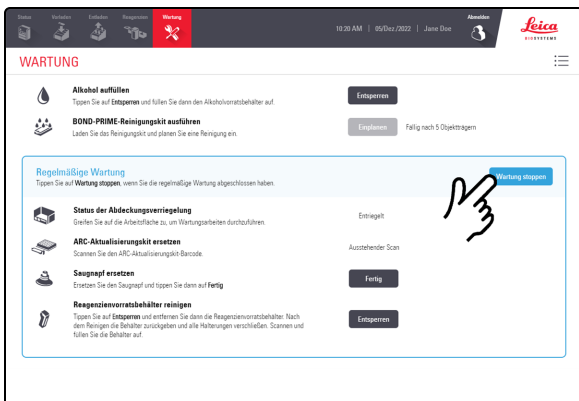 Status Vorladen Entladen Reagenzien Wartung
10:20 AM | 05/Dez./2022 | Jane Doe
Abmelden
Leica
BIOSYSTEMS
WARTUNG
Alkohol auffüllen
Tippen Sie auf Entsperren und füllen Sie dann den Alkoholvorratsbehälter auf.
Entsperren
BOND-PRIME-Reinigungskit ausführen
Laden Sie das Reinigungskit und planen Sie eine Reinigung ein.
Einplanen
Fällig nach 5 Objektträgern
Regelmäßige Wartung
Tippen Sie auf Wartung stoppen, wenn Sie die regelmäßige Wartung abgeschlossen haben.
Wartung stoppen
Status der Abdeckungsverriegelung
Greifen Sie auf die Arbeitsfläche zu, um Wartungsarbeiten durchzuführen.
Entriegelt
ARC-Aktualisierungskit ersetzen
Scannen Sie den ARC-Aktualisierungskit-Barcode.
Ausstehender Scan
Saugnapf ersetzen
Ersetzen Sie den Saugnapf und tippen Sie dann auf Fertig
Fertig
Reagenzienvorratsbehälter reinigen
Tippen Sie auf Entsperren und entfernen Sie dann die Reagenzienvorratsbehälter. Nach
dem Reinigen die Behälter zurückgeben und alle Halterungen verschließen. Scannen und
füllen Sie die Behälter auf.
Entsperren